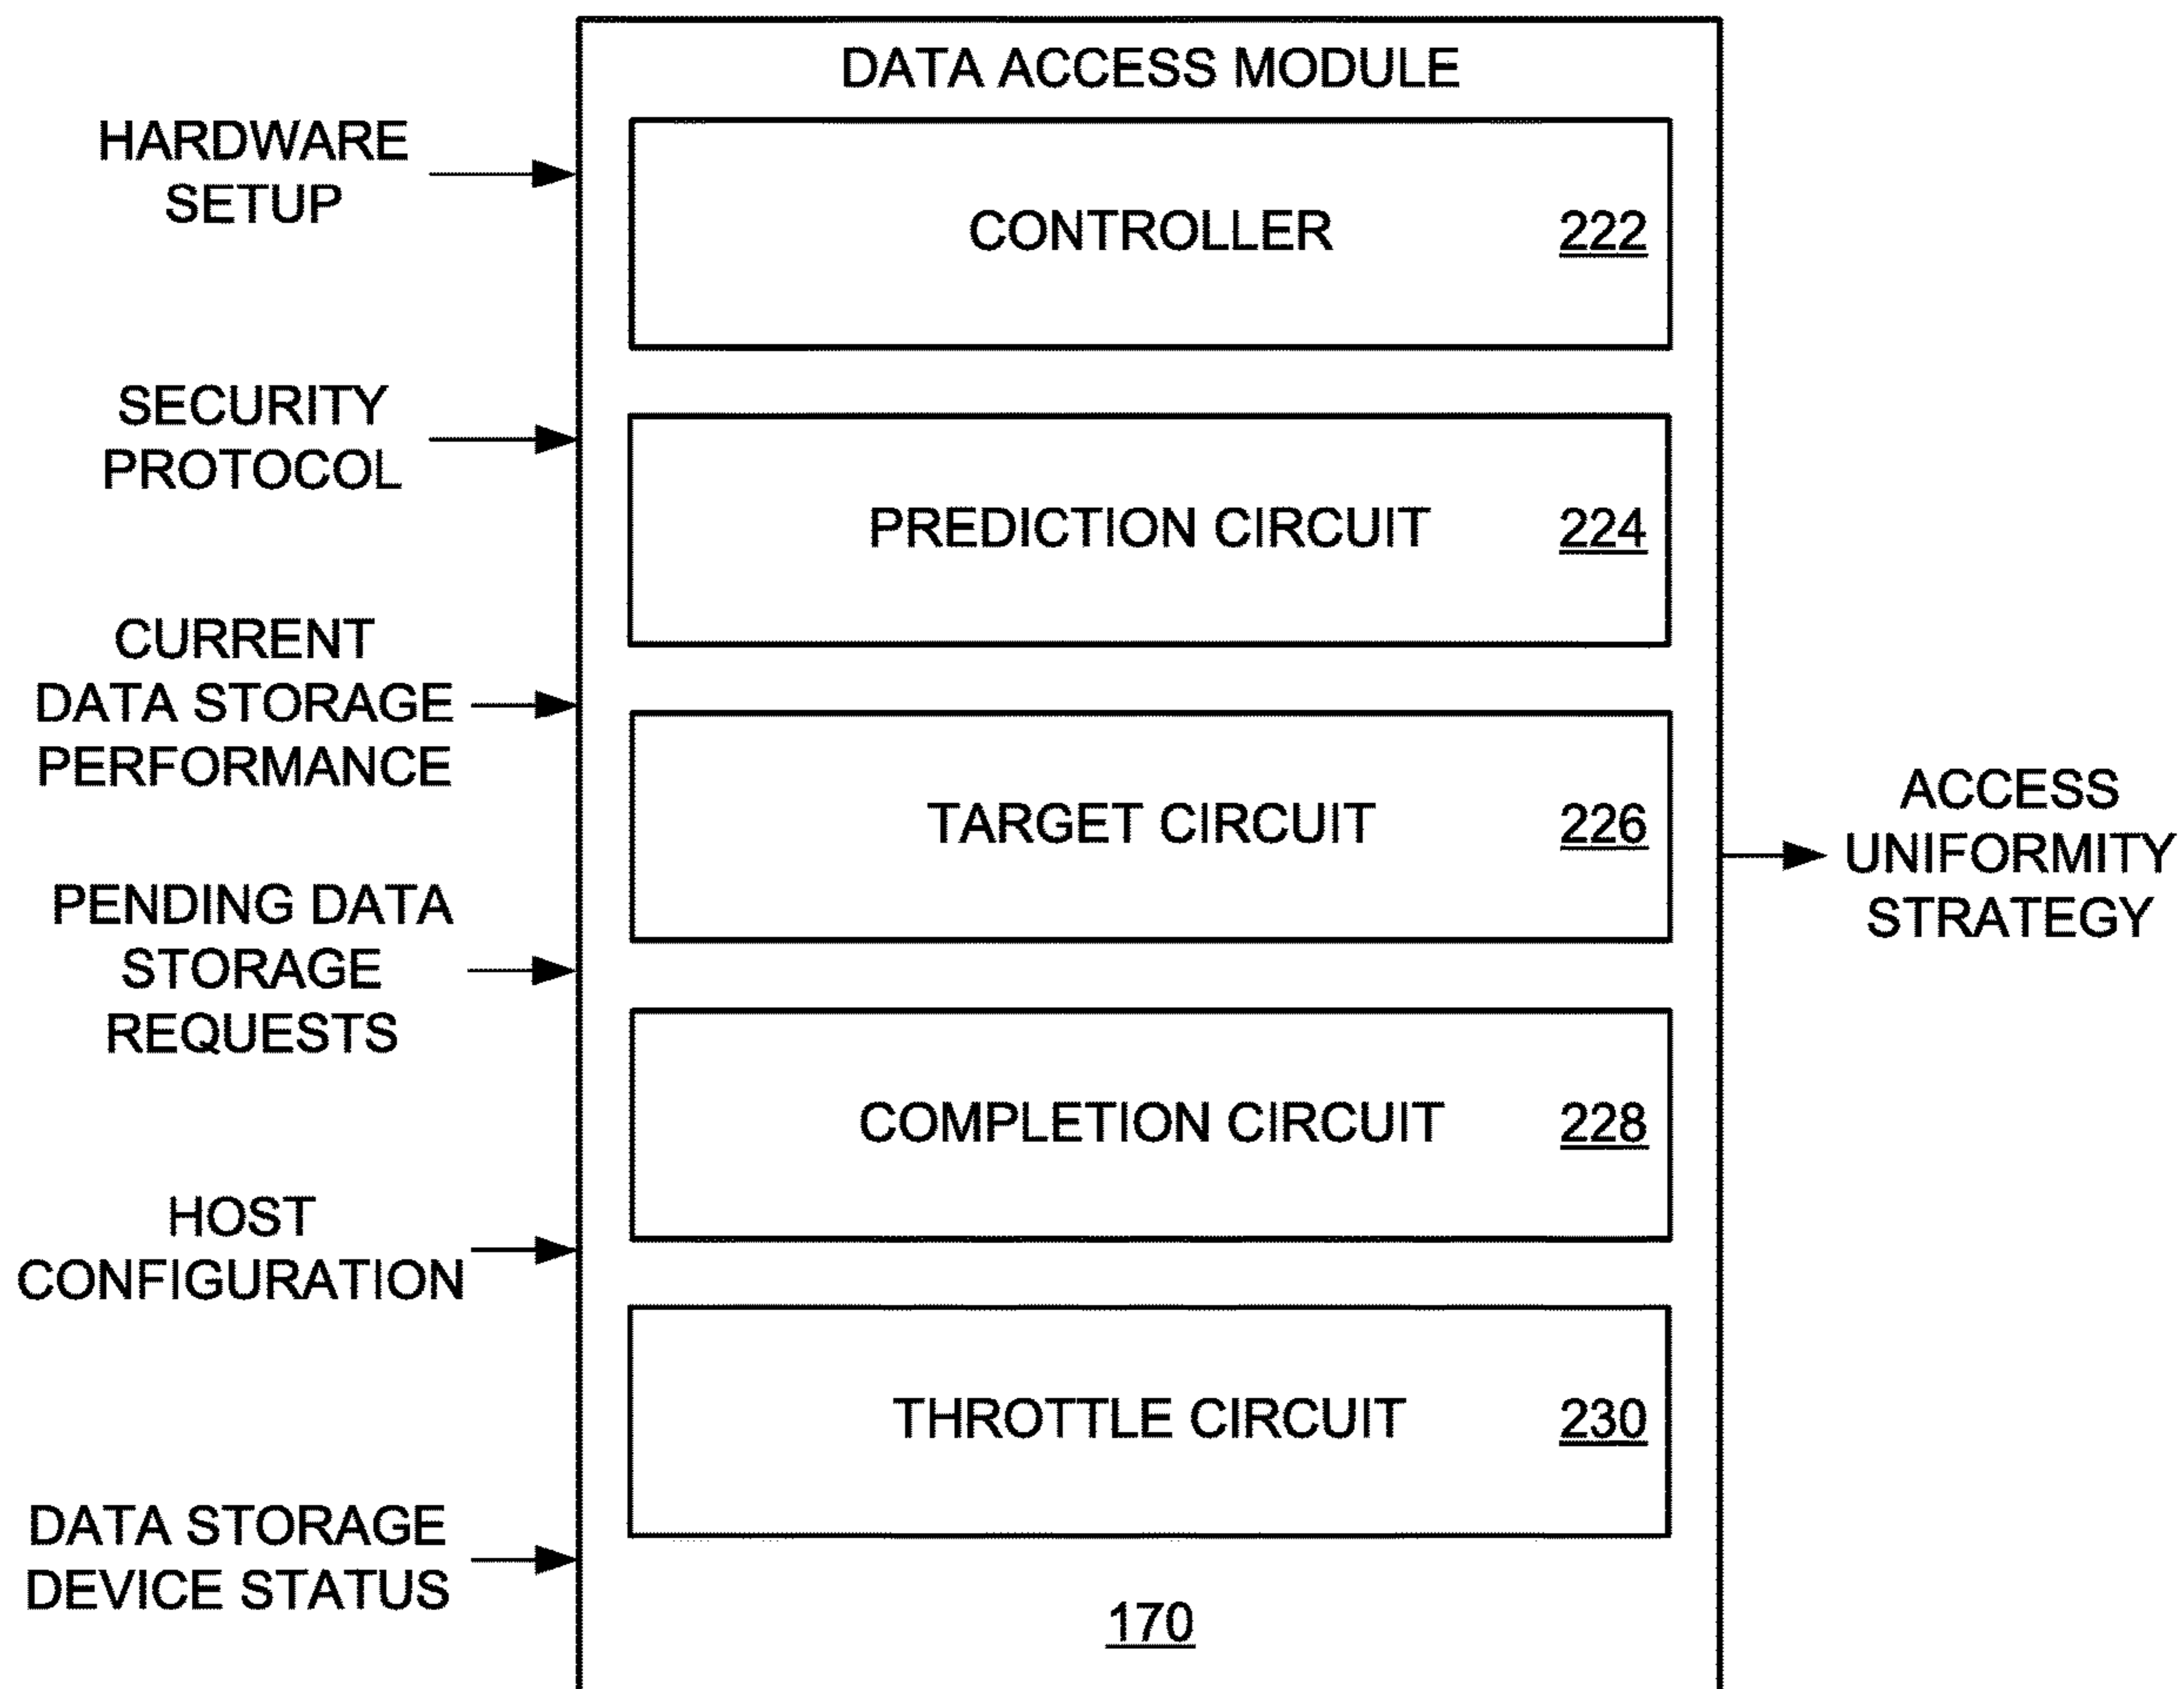 DATA ACCESS MODULE
HARDWARE
SETUP
CONTROLLER 222
SECURITY
PROTOCOL
PREDICTION CIRCUIT 224
CURRENT
DATA STORAGE
PERFORMANCE
TARGET CIRCUIT 226
PENDING DATA
STORAGE
REQUESTS
COMPLETION CIRCUIT 228
HOST
CONFIGURATION
THROTTLE CIRCUIT 230
DATA STORAGE
DEVICE STATUS
170
ACCESS
UNIFORMITY
STRATEGY